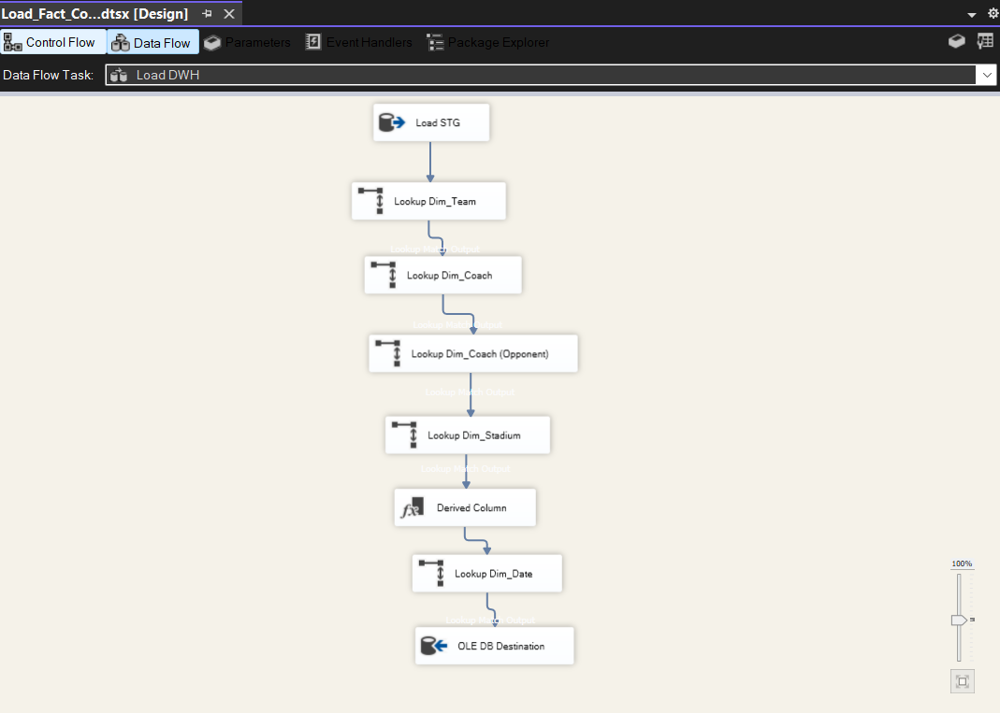 Load_Fact_Co...dtsx [Design]
Control Flow
Data Flow
Parameters
Event Handlers
Package Explorer
Data Flow Task:
Load DWH
Load STG
Lookup Dim_Team
Lookup Match Output
Lookup Dim_Coach
Lookup Match Output
Lookup Dim_Coach (Opponent)
Lookup Match Output
Lookup Dim_Stadium
Lookup Match Output
fx
Derived Column
100%
Lookup Dim_Date
Lookup Match Output
OLE DB Destination